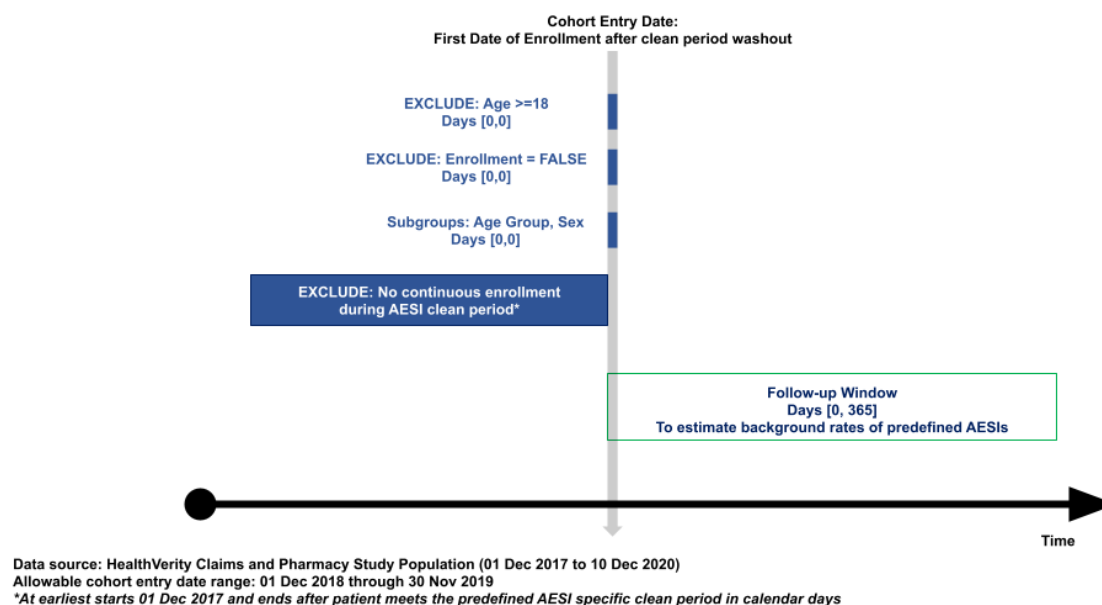 Cohort Entry Date:
First Date of Enrollment after clean period washout
EXCLUDE: Age >=18
Days [0,0]
EXCLUDE: Enrollment = FALSE
Days [0,0]
Subgroups: Age Group, Sex
Days [0,0]
EXCLUDE: No continuous enrollment
during AESI clean period*
Follow-up Window
Days [0, 365]
To estimate background rates of predefined AESIs
Time
Data source: HealthVerity Claims and Pharmacy Study Population (01 Dec 2017 to 10 Dec 2020)
Allowable cohort entry date range: 01 Dec 2018 through 30 Nov 2019
*At earliest starts 01 Dec 2017 and ends after patient meets the predefined AESI specific clean period in calendar days